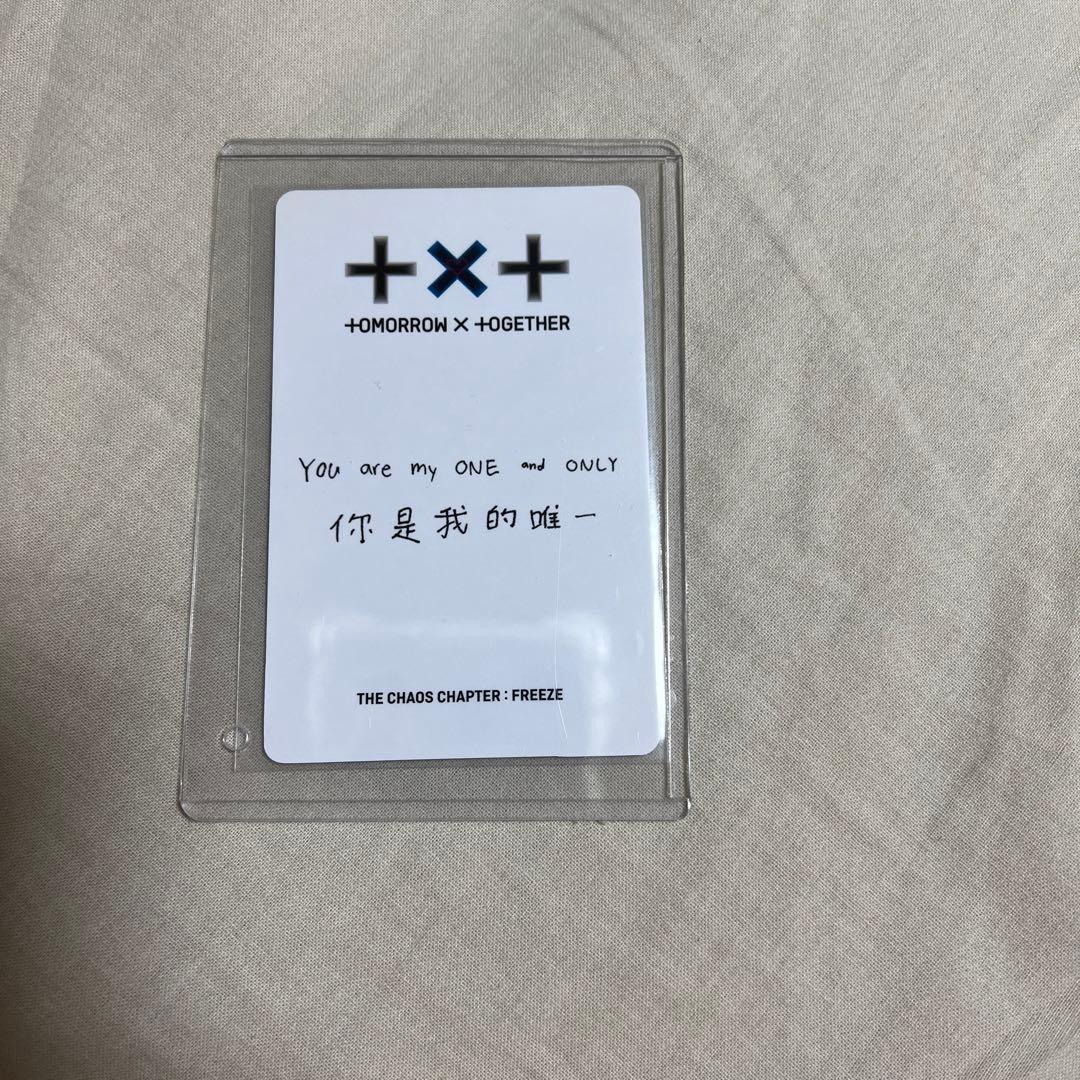 +×+
+OMORROW × +OGETHER
You are my ONE and ONLY
你是我的唯一
THE CHAOS CHAPTER : FREEZE